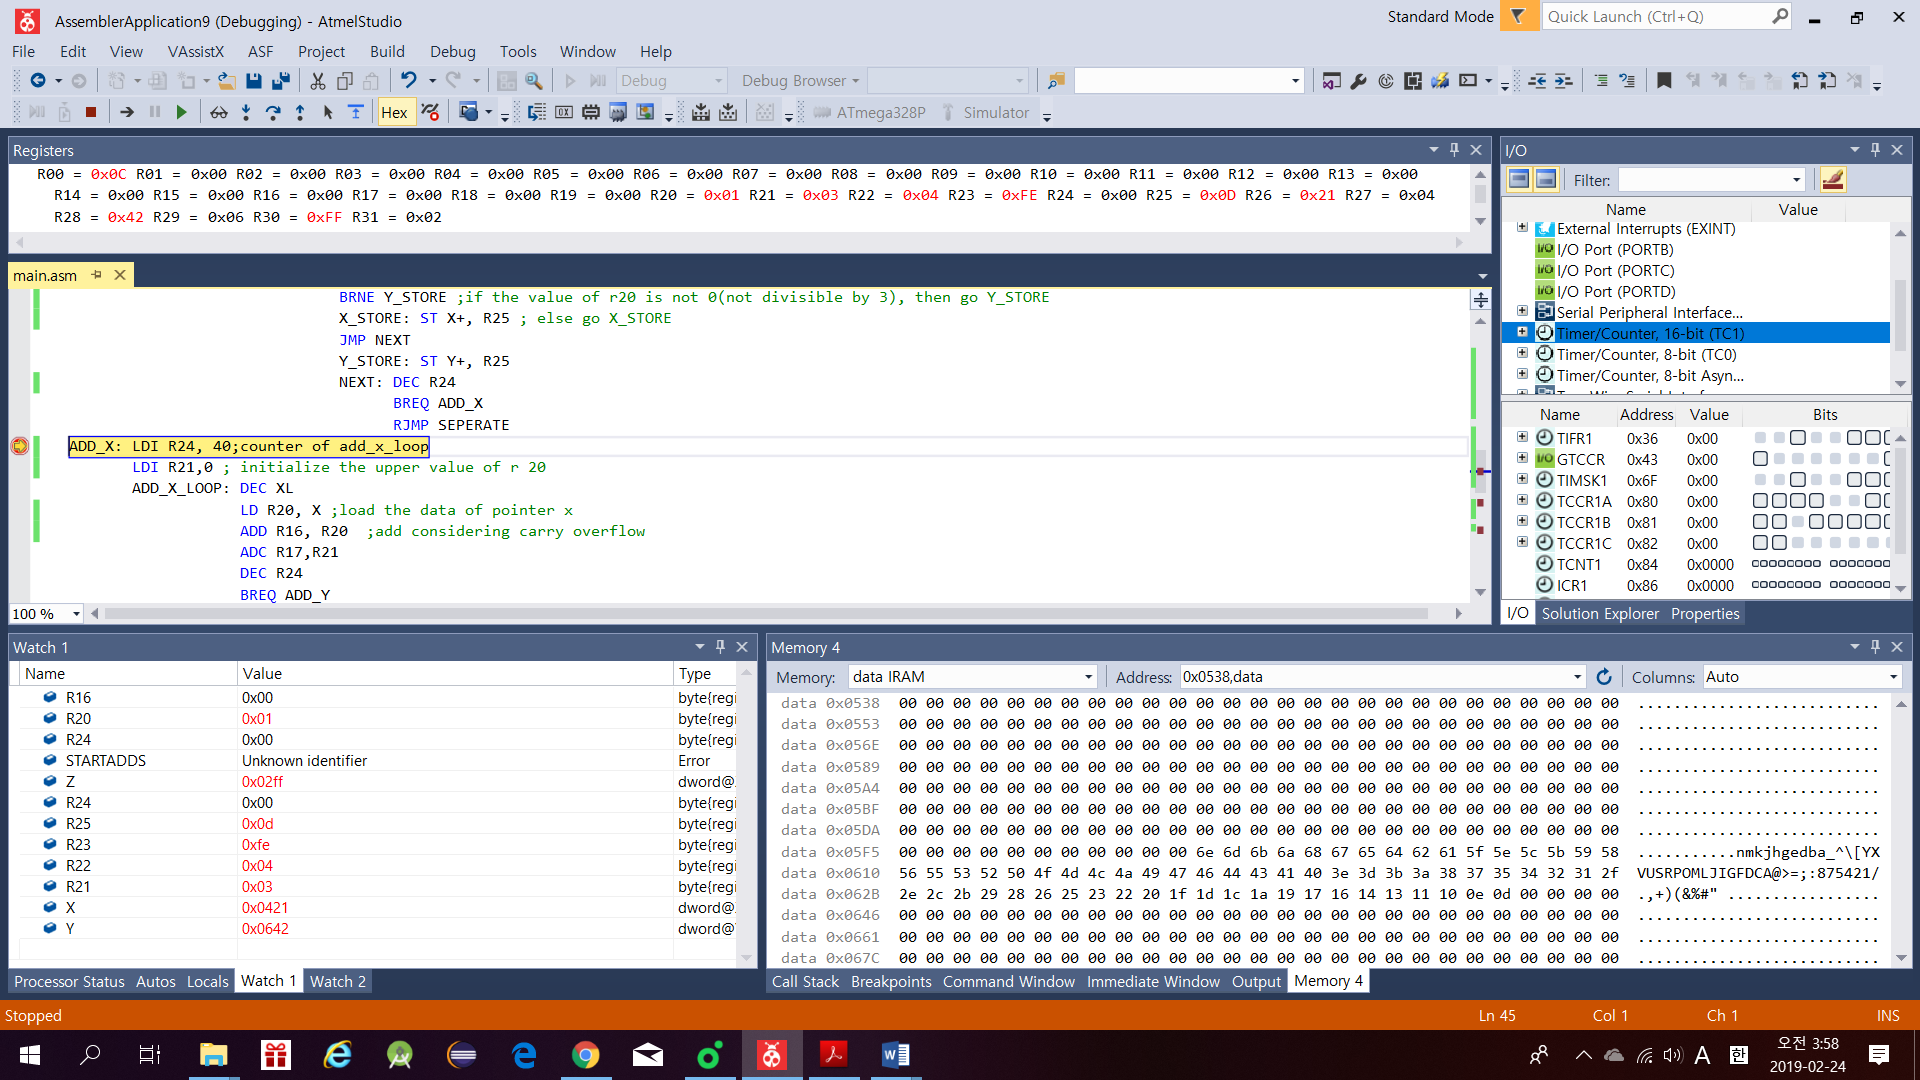 AssemblerApplication9 (Debugging) - AtmelStudio
Standard Mode
Quick Launch (Ctrl+Q)
File Edit View VAssistX ASF Project Build Debug Tools Window Help
Debug Debug Browser
Hex ATmega328P Simulator
Registers
R00 = 0x0C R01 = 0x00 R02 = 0x00 R03 = 0x00 R04 = 0x00 R05 = 0x00 R06 = 0x00 R07 = 0x00 R08 = 0x00 R09 = 0x00 R10 = 0x00 R11 = 0x00 R12 = 0x00 R13 = 0x00
R14 = 0x00 R15 = 0x00 R16 = 0x00 R17 = 0x00 R18 = 0x00 R19 = 0x00 R20 = 0x01 R21 = 0x03 R22 = 0x04 R23 = 0xFE R24 = 0x00 R25 = 0x0D R26 = 0x21 R27 = 0x04
R28 = 0x42 R29 = 0x06 R30 = 0xFF R31 = 0x02
main.asm
BRNE Y_STORE ;if the value of r20 is not 0(not divisible by 3), then go Y_STORE
X_STORE: ST X+, R25 ; else go X_STORE
JMP NEXT
Y_STORE: ST Y+, R25
NEXT: DEC R24
BREQ ADD_X
RJMP SEPERATE
ADD_X: LDI R24, 40;counter of add_x_loop
LDI R21,0 ; initialize the upper value of r 20
ADD_X_LOOP: DEC XL
LD R20, X ;load the data of pointer x
ADD R16, R20 ;add considering carry overflow
ADC R17,R21
DEC R24
BREQ ADD_Y
100 %
I/O
Filter:
Name Value
External Interrupts (EXINT)
I/O Port (PORTB)
I/O Port (PORTC)
I/O Port (PORTD)
Serial Peripheral Interface...
Timer/Counter, 16-bit (TC1)
Timer/Counter, 8-bit (TC0)
Timer/Counter, 8-bit Asyn...
Name Address Value Bits
TIFR1 0x36 0x00
GTCCR 0x43 0x00
TIMSK1 0x6F 0x00
TCCR1A 0x80 0x00
TCCR1B 0x81 0x00
TCCR1C 0x82 0x00
TCNT1 0x84 0x0000
ICR1 0x86 0x0000
I/O Solution Explorer Properties
Watch 1
Name Value Type
R16 0x00 byte{regi
R20 0x01 byte{regi
R24 0x00 byte{regi
STARTADDS Unknown identifier Error
Z 0x02ff dword@
R24 0x00 byte{regi
R25 0x0d byte{regi
R23 0xfe byte{regi
R22 0x04 byte{regi
R21 0x03 byte{regi
X 0x0421 dword@
Y 0x0642 dword@
Processor Status Autos Locals Watch 1 Watch 2
Memory 4
Memory: data IRAM Address: 0x0538,data Columns: Auto
data 0x0538 00 00 00 00 00 00 00 00 00 00 00 00 00 00 00 00 00 00 00 00 00 00 00 00 00 00 00 ...........................
data 0x0553 00 00 00 00 00 00 00 00 00 00 00 00 00 00 00 00 00 00 00 00 00 00 00 00 00 00 00 ...........................
data 0x056E 00 00 00 00 00 00 00 00 00 00 00 00 00 00 00 00 00 00 00 00 00 00 00 00 00 00 00 ...........................
data 0x0589 00 00 00 00 00 00 00 00 00 00 00 00 00 00 00 00 00 00 00 00 00 00 00 00 00 00 00 ...........................
data 0x05A4 00 00 00 00 00 00 00 00 00 00 00 00 00 00 00 00 00 00 00 00 00 00 00 00 00 00 00 ...........................
data 0x05BF 00 00 00 00 00 00 00 00 00 00 00 00 00 00 00 00 00 00 00 00 00 00 00 00 00 00 00 ...........................
data 0x05DA 00 00 00 00 00 00 00 00 00 00 00 00 00 00 00 00 00 00 00 00 00 00 00 00 00 00 00 ...........................
data 0x05F5 00 00 00 00 00 00 00 00 00 00 00 6e 6d 6b 6a 68 67 65 64 62 61 5f 5e 5c 5b 59 58 ...........nmkjhgedba_^\[YX
data 0x0610 56 55 53 52 50 4f 4d 4c 4a 49 47 46 44 43 41 40 3e 3d 3b 3a 38 37 35 34 32 31 2f VUSRPOMLJIGFDCA@>=;:875421/
data 0x062B 2e 2c 2b 29 28 26 25 23 22 20 1f 1d 1c 1a 19 17 16 14 13 11 10 0e 0d 00 00 00 00 .,+)(&%#" .................
data 0x0646 00 00 00 00 00 00 00 00 00 00 00 00 00 00 00 00 00 00 00 00 00 00 00 00 00 00 00 ...........................
data 0x0661 00 00 00 00 00 00 00 00 00 00 00 00 00 00 00 00 00 00 00 00 00 00 00 00 00 00 00 ...........................
data 0x067C 00 00 00 00 00 00 00 00 00 00 00 00 00 00 00 00 00 00 00 00 00 00 00 00 00 00 00 ...........................
Call Stack Breakpoints Command Window Immediate Window Output Memory 4
Stopped Ln 45 Col 1 Ch 1 INS
A 한 오전 3:58
2019-02-24